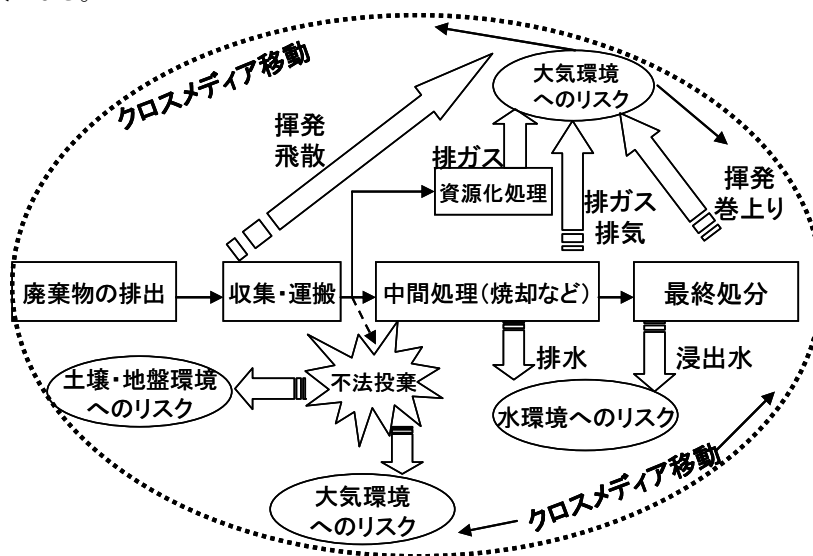 クロスメディア移動
大気環境
へのリスク
揮発
飛散
排ガス
資源化処理
排ガス
排気
揮発
巻上り
廃棄物の排出
収集・運搬
中間処理(焼却など)
最終処分
不法投棄
土壌・地盤環境
へのリスク
排水
浸出水
水環境へのリスク
大気環境
へのリスク
クロスメディア移動